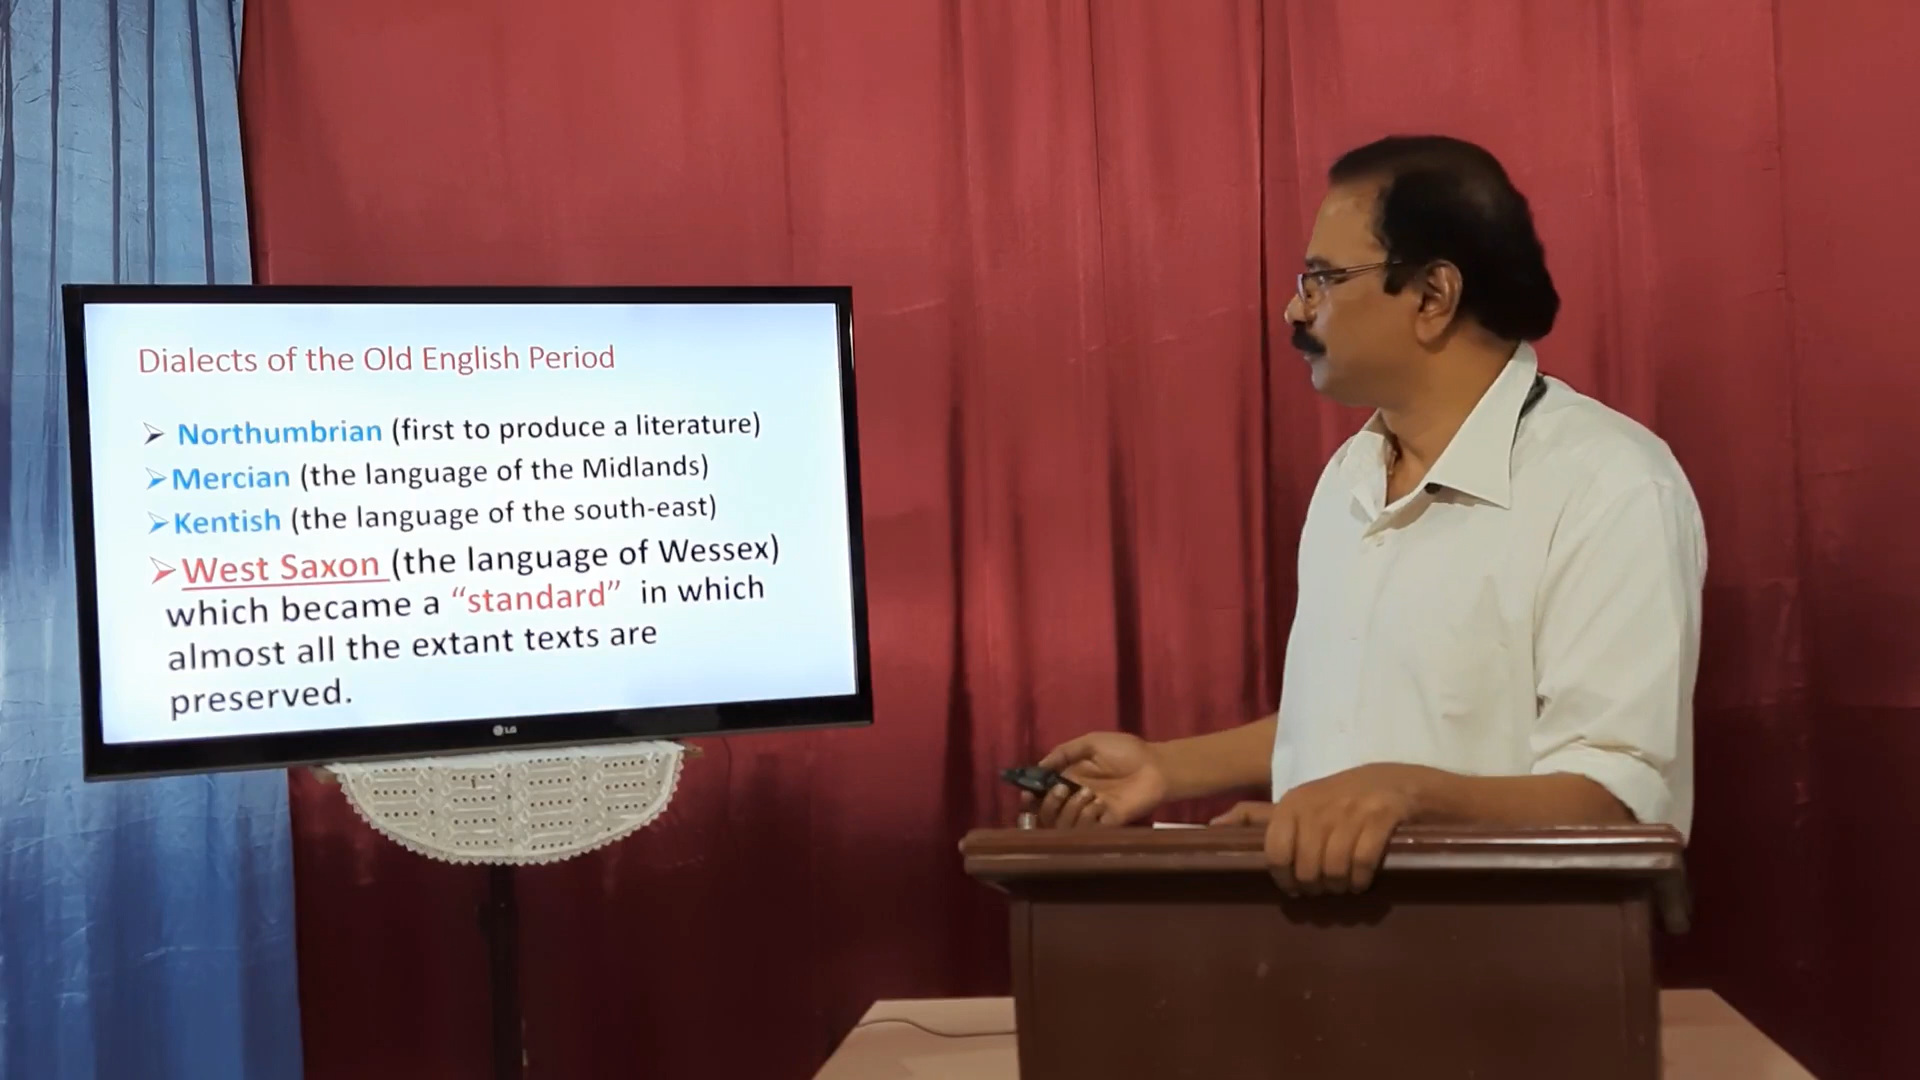 Dialects of the Old English Period
➢ Northumbrian (first to produce a literature)
➢Mercian (the language of the Midlands)
➢Kentish (the language of the south-east)
➢West Saxon (the language of Wessex)
which became a “standard” in which
almost all the extant texts are
preserved.
LG